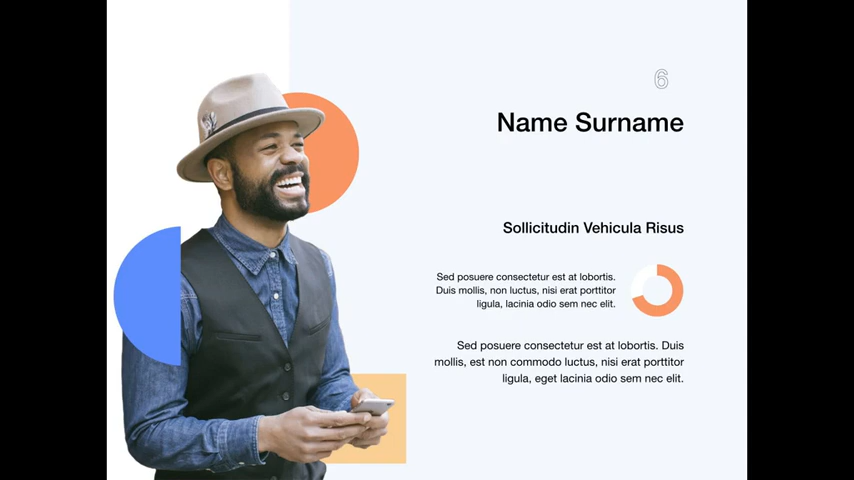 6
Name Surname
Sollicitudin Vehicula Risus
Sed posuere consectetur est at lobortis.
Duis mollis, non luctus, nisi erat porttitor
ligula, lacinia odio sem nec elit.
Sed posuere consectetur est at lobortis. Duis
mollis, est non commodo luctus, nisi erat porttitor
ligula, eget lacinia odio sem nec elit.